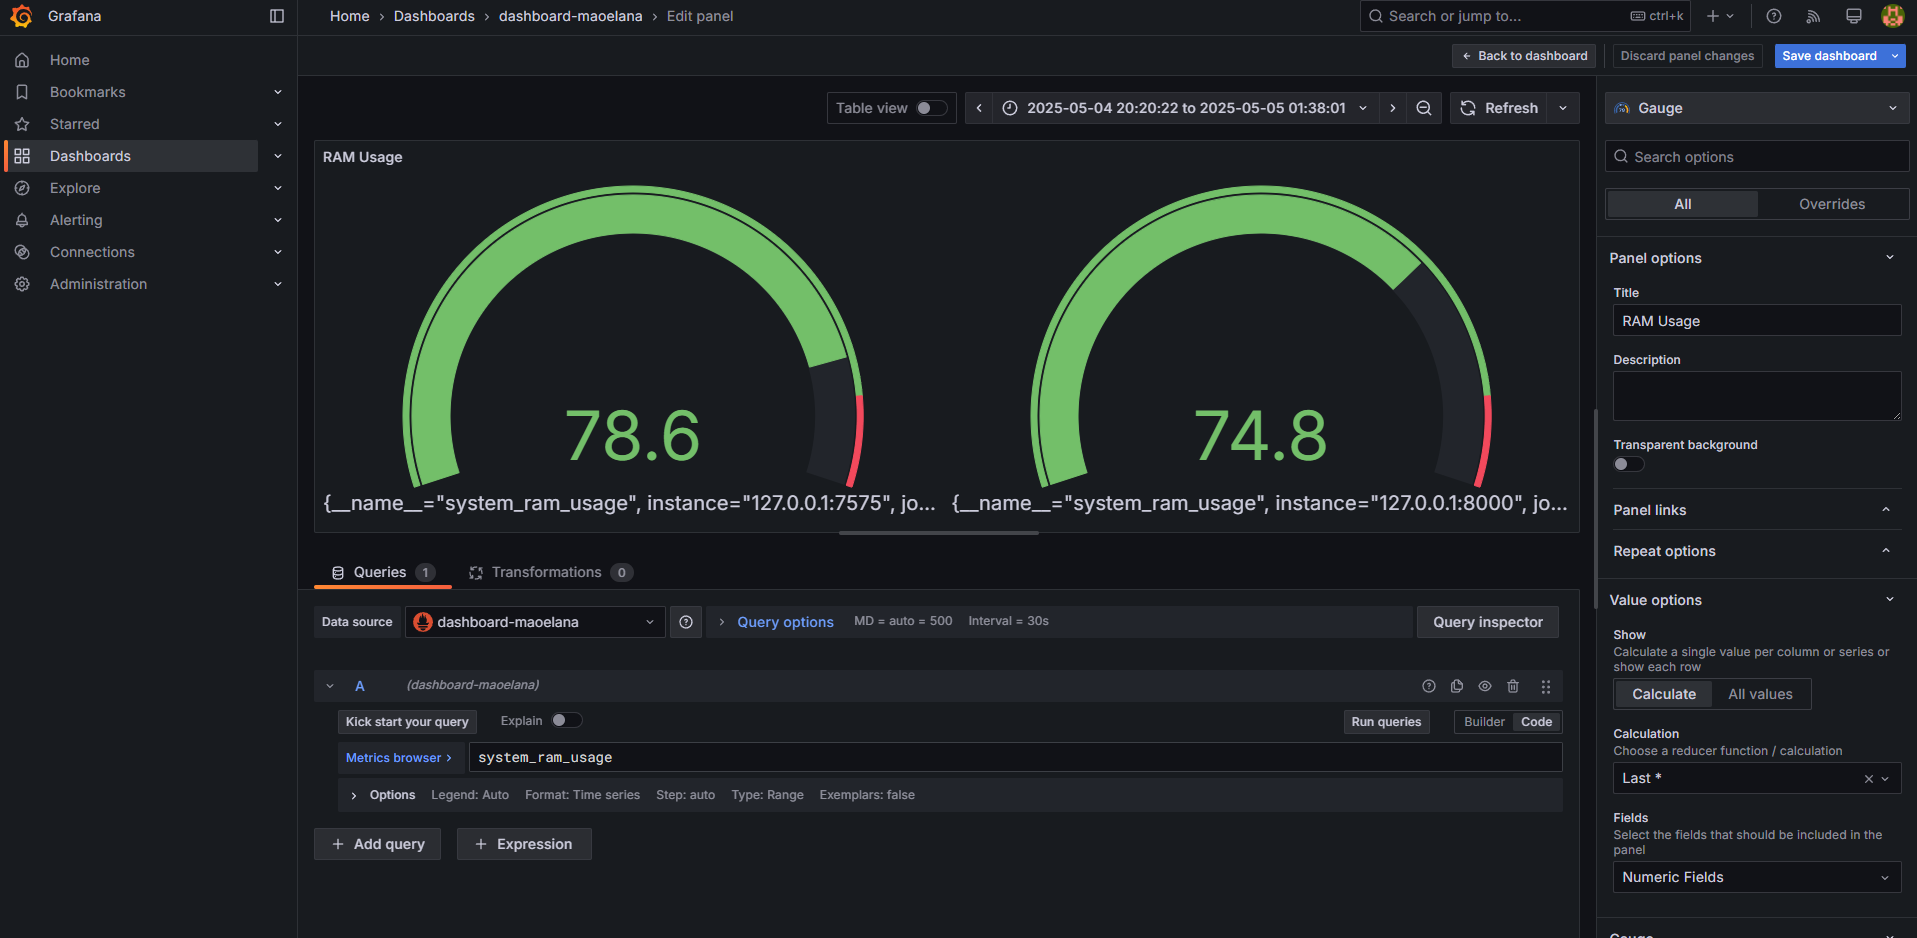 Grafana
Home › Dashboards › dashboard-maoelana › Edit panel
Search or jump to...
ctrl+k
Home
Bookmarks
Starred
Dashboards
Explore
Alerting
Connections
Administration
Back to dashboard
Discard panel changes
Save dashboard
Table view
2025-05-04 20:20:22 to 2025-05-05 01:38:01
Refresh
RAM Usage
78.6
74.8
{__name__="system_ram_usage", instance="127.0.0.1:7575", jo...
{__name__="system_ram_usage", instance="127.0.0.1:8000", jo...
Queries 1
Transformations 0
Data source
dashboard-maoelana
Query options
MD = auto = 500
Interval = 30s
Query inspector
A
(dashboard-maoelana)
Kick start your query
Explain
Run queries
Builder
Code
Metrics browser ›
system_ram_usage
Options
Legend: Auto
Format: Time series
Step: auto
Type: Range
Exemplars: false
+ Add query
+ Expression
Gauge
Search options
All
Overrides
Panel options
Title
RAM Usage
Description
Transparent background
Panel links
Repeat options
Value options
Show
Calculate a single value per column or series or
show each row
Calculate
All values
Calculation
Choose a reducer function / calculation
Last *
Fields
Select the fields that should be included in the
panel
Numeric Fields
Gauge